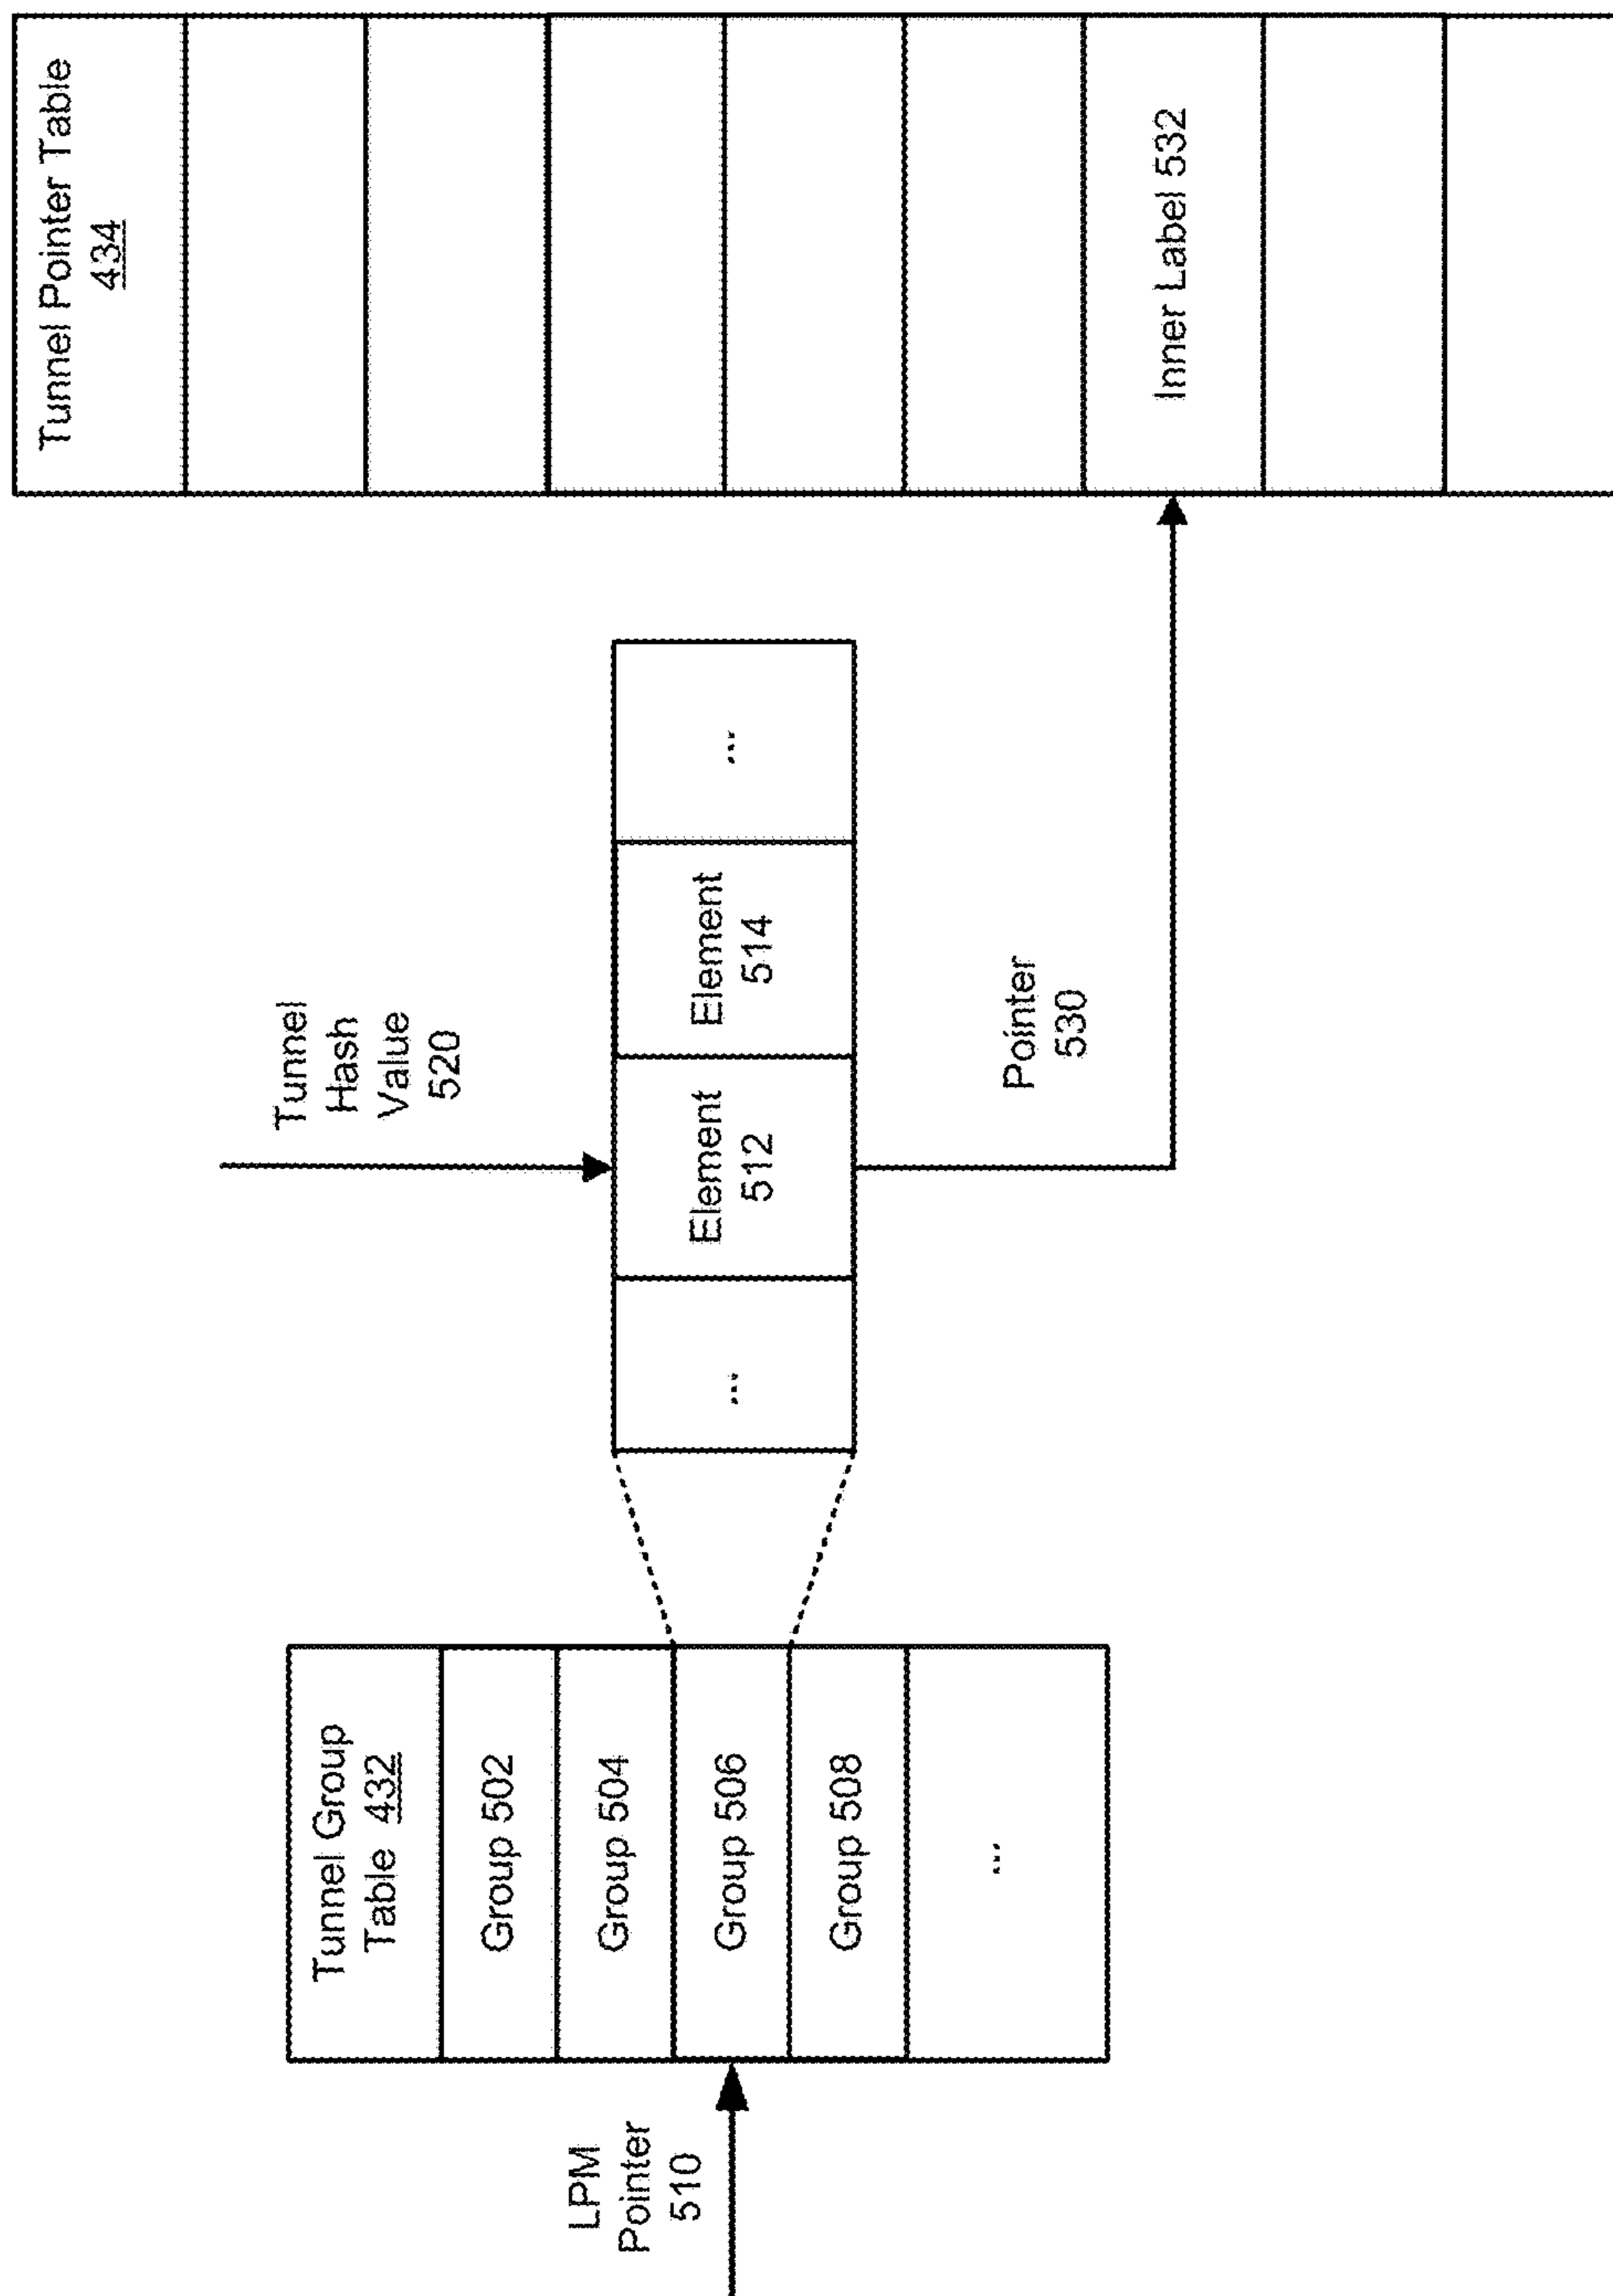 LPM
Pointer
510
Tunnel Group
Table 432
Group 502
Group 504
Group 506
Group 508
...
Tunnel
Hash
Value
520
...
Element
512
Element
514
...
Pointer
530
Tunnel Pointer Table
434
Inner Label 532